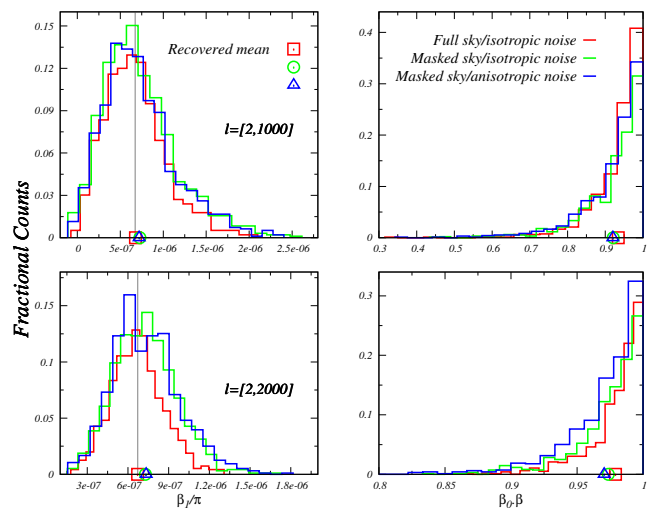 Fractional Counts
0.15
0.12
0.09
0.06
0.03
0
Recovered mean
l=[2,1000]
0 5e-07 1e-06 1.5e-06 2e-06 2.5e-06
0.4
0.3
0.2
0.1
0
Full sky/isotropic noise
Masked sky/isotropic noise
Masked sky/anisotropic noise
0.3 0.4 0.5 0.6 0.7 0.8 0.9 1
0.15
0.1
0.05
0
l=[2,2000]
3e-07 6e-07 9e-07 1.2e-06 1.5e-06 1.8e-06
β₁/π
0.3
0.2
0.1
0
0.8 0.85 0.9 0.95 1
β₀.β